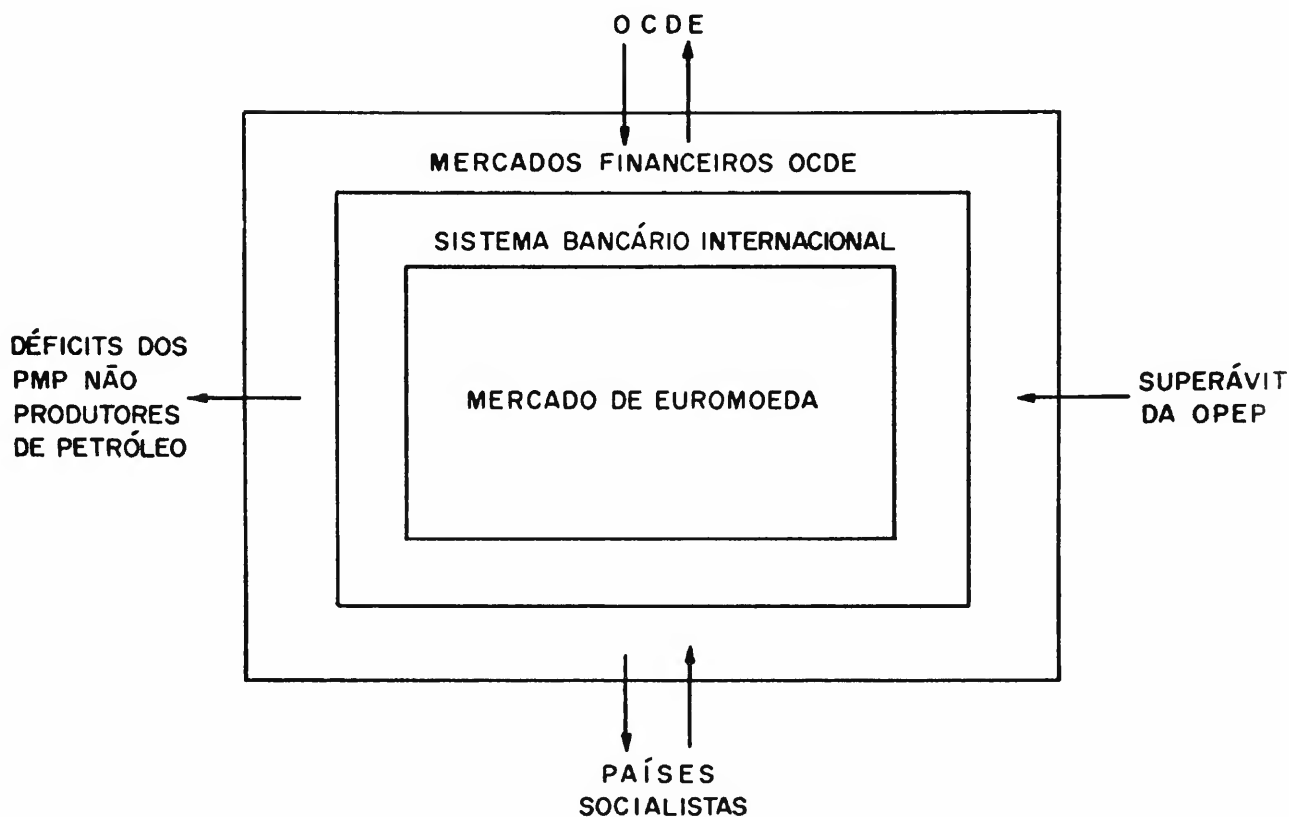 OCDE
MERCADOS FINANCEIROS OCDE
SISTEMA BANCÁRIO INTERNACIONAL
DÉFICITS DOS
PMP NÃO
PRODUTORES
DE PETRÓLEO
MERCADO DE EUROMOEDA
SUPERÁVIT
DA OPEP
PAÍSES
SOCIALISTAS